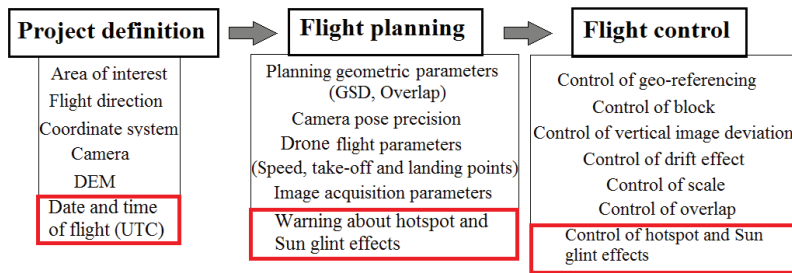 Project definition
Area of interest
Flight direction
Coordinate system
Camera
DEM
Date and time
of flight (UTC)
Flight planning
Planning geometric parameters
(GSD, Overlap)
Camera pose precision
Drone flight parameters
(Speed, take-off and landing points)
Image acquisition parameters
Warning about hotspot and
Sun glint effects
Flight control
Control of geo-referencing
Control of block
Control of vertical image deviation
Control of drift effect
Control of scale
Control of overlap
Control of hotspot and Sun
glint effects